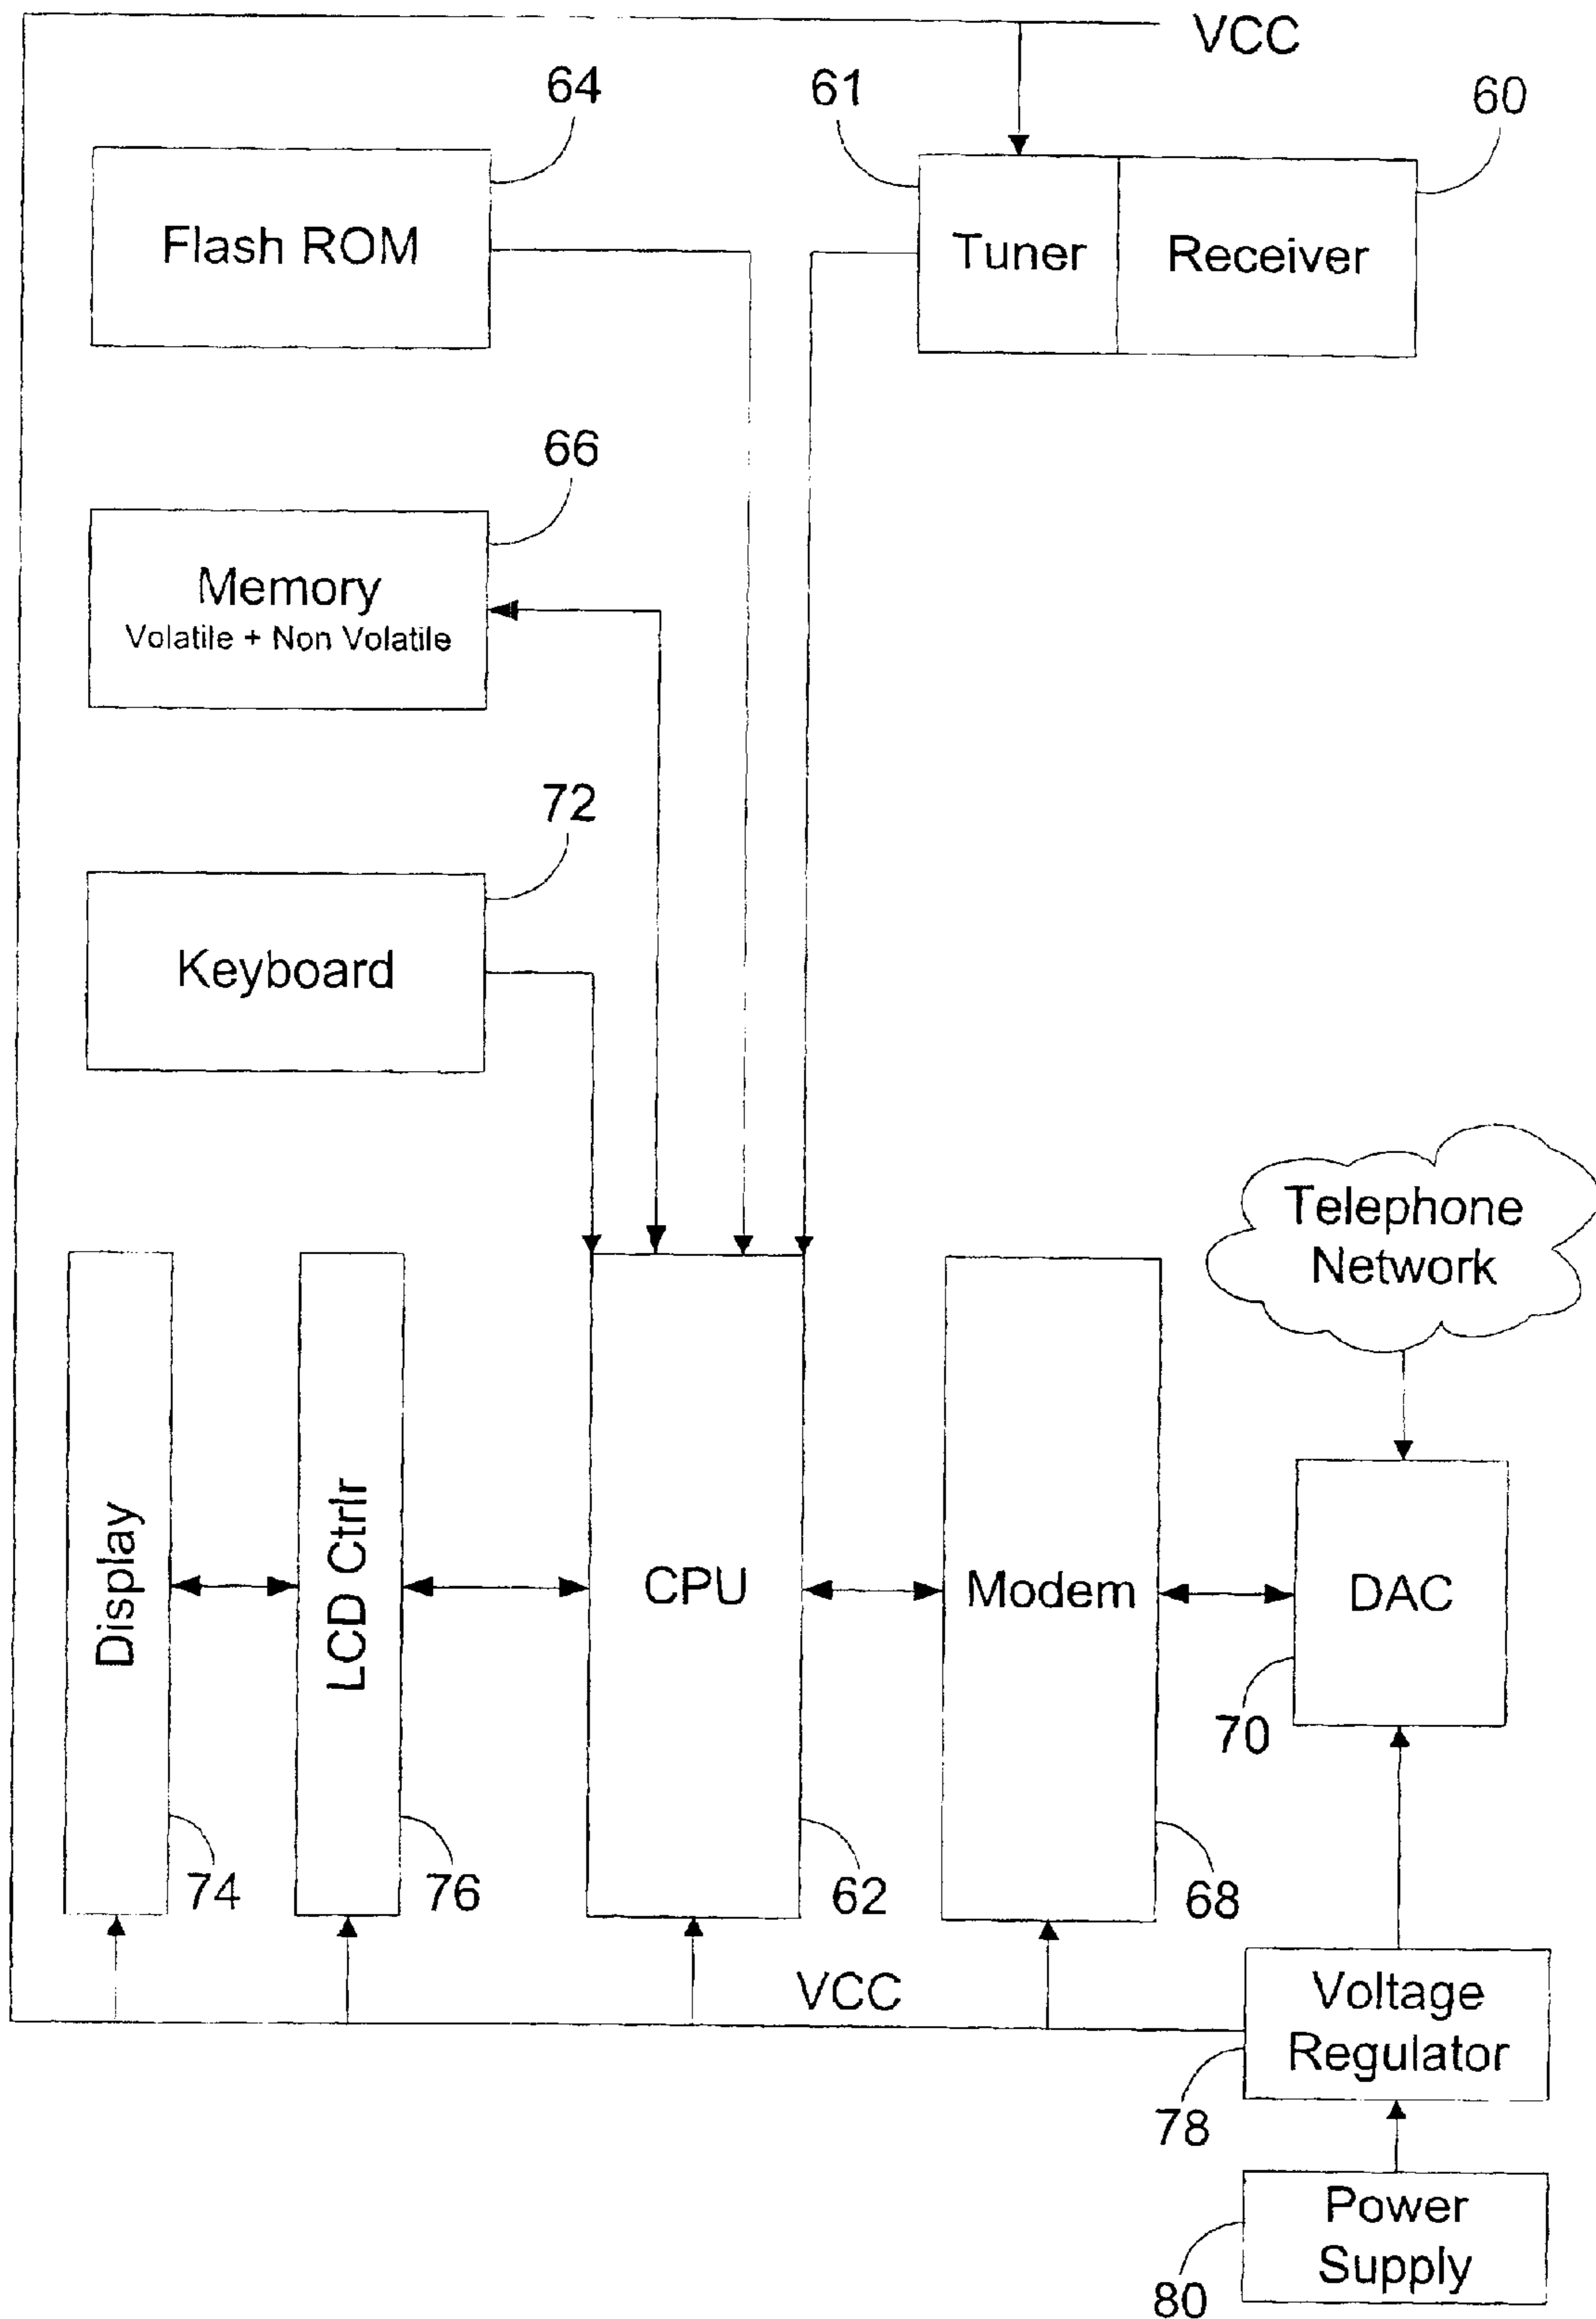 VCC
64
61
60
Flash ROM
Tuner
Receiver
66
Memory
Volatile + Non Volatile
72
Keyboard
Telephone
Network
Display
LCD Ctrlr
CPU
Modem
DAC
70
74
76
62
68
VCC
Voltage
Regulator
78
Power
Supply
80